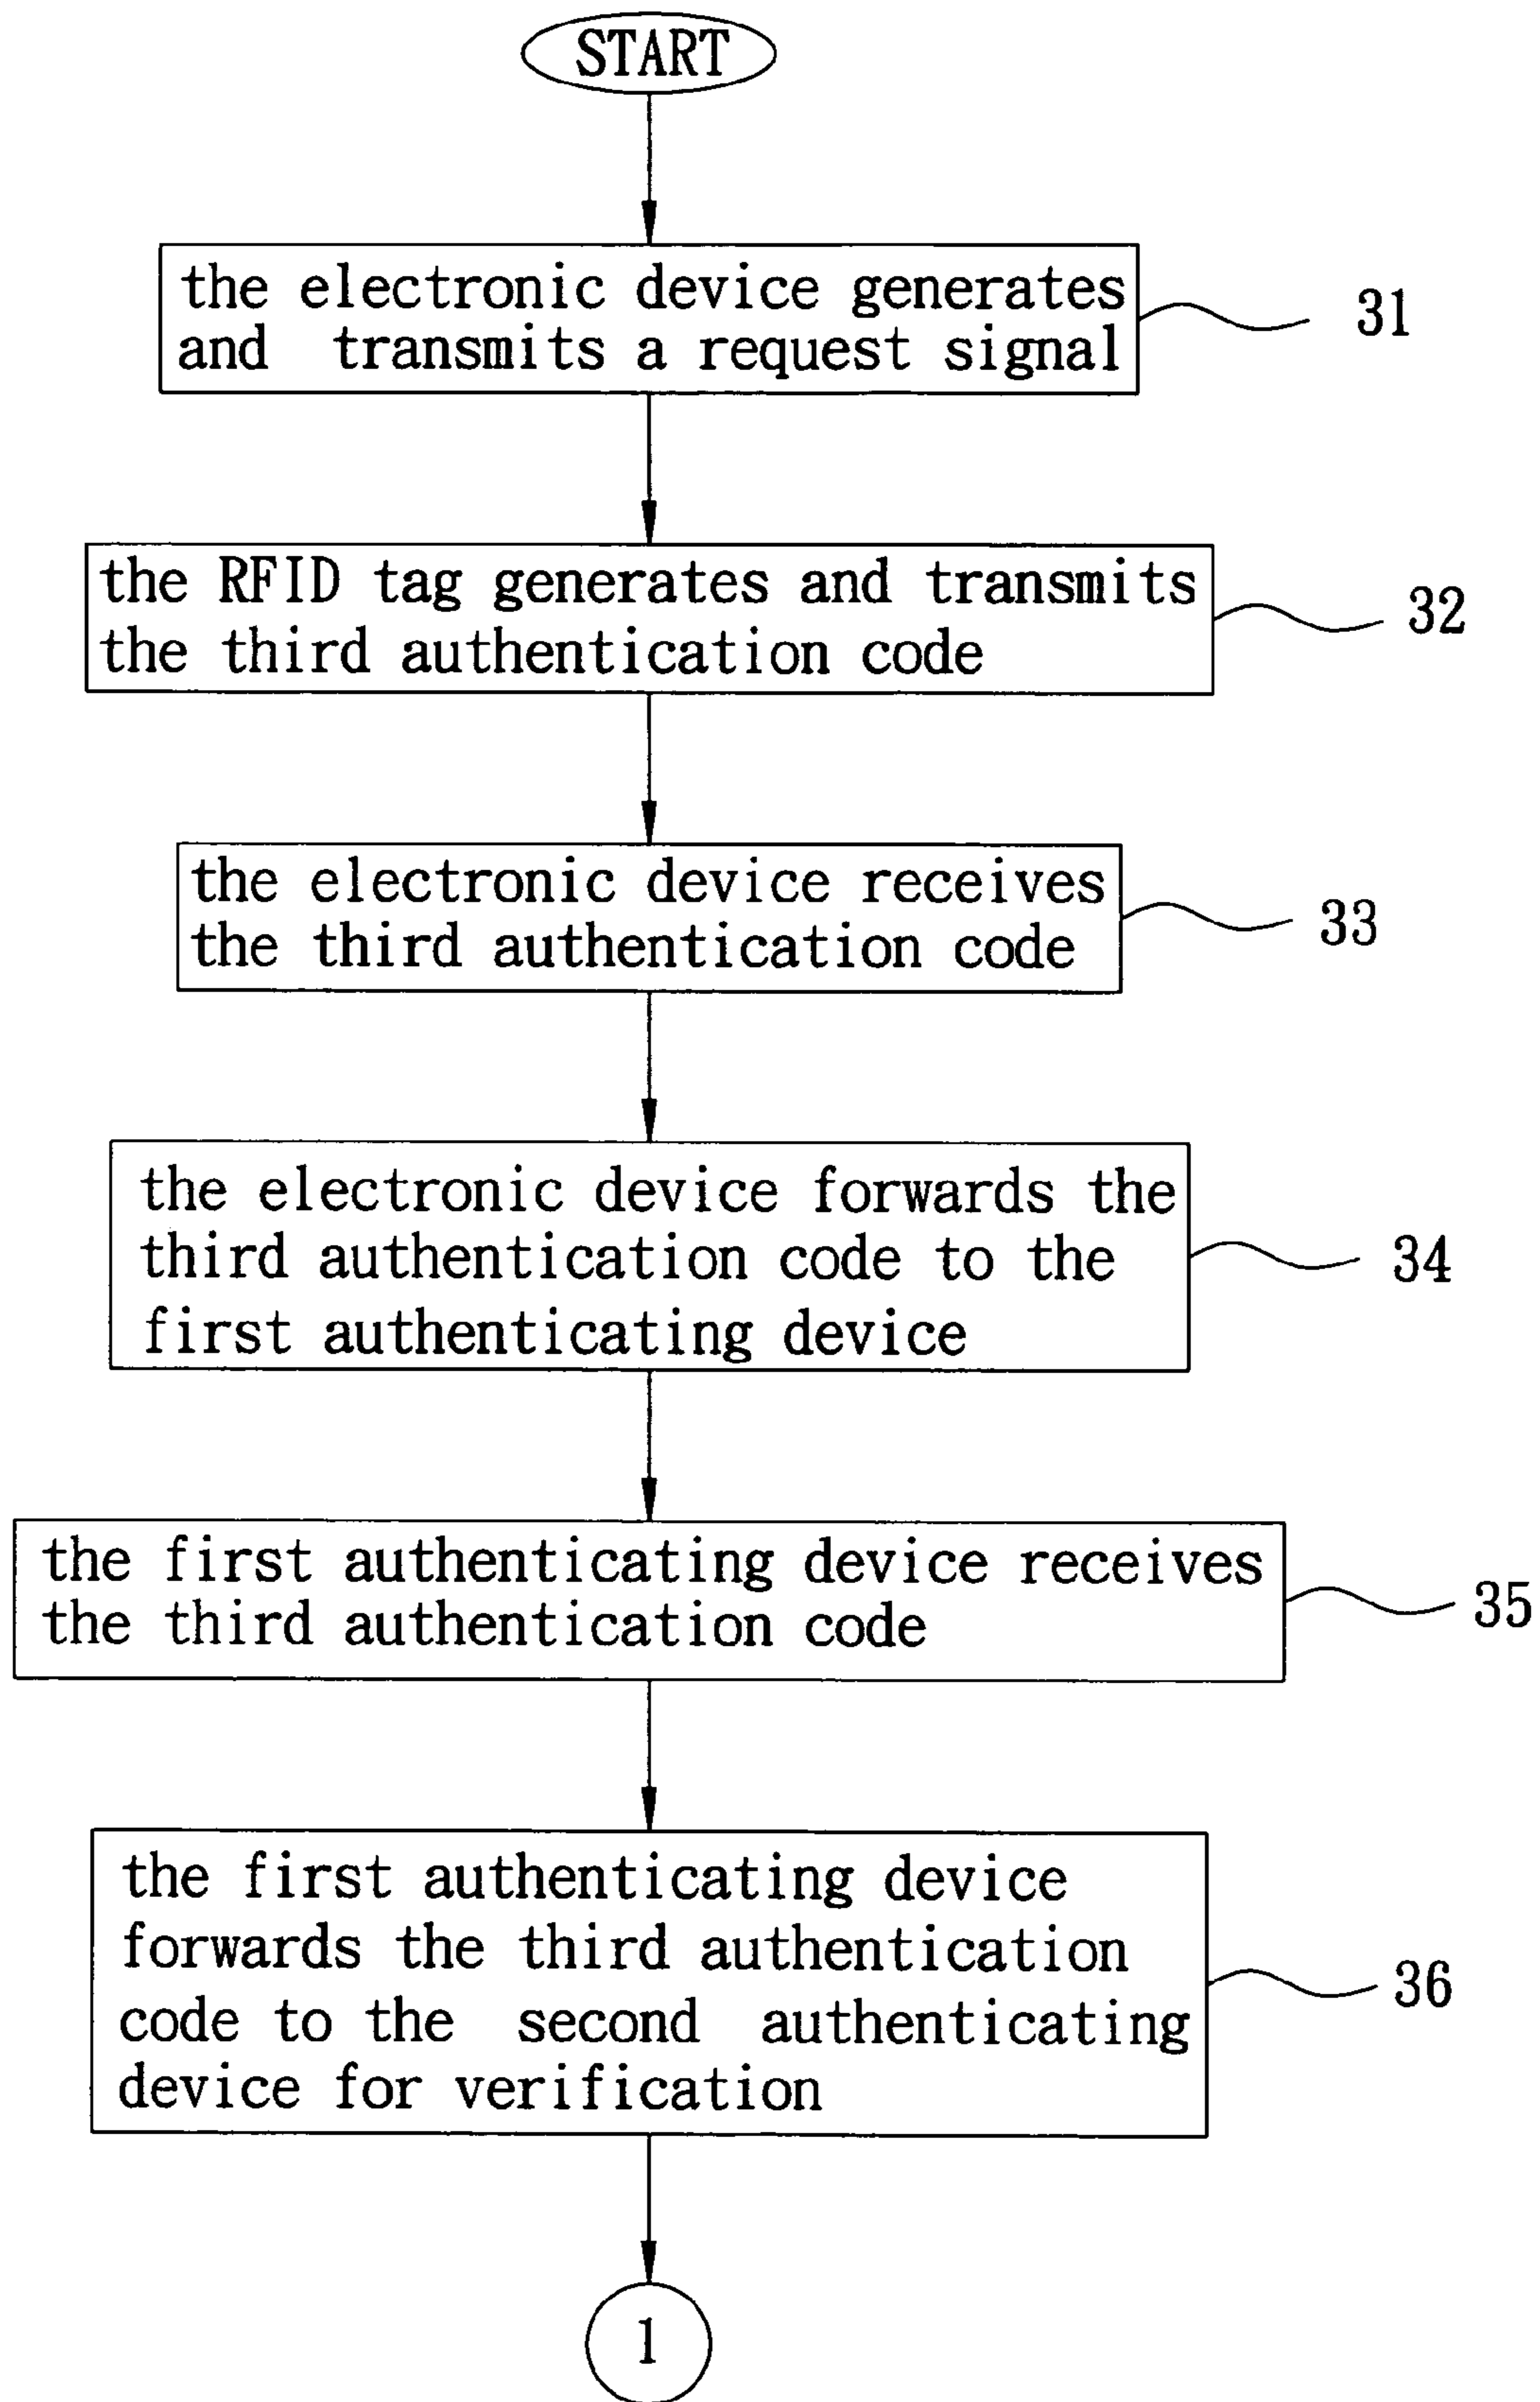 START
the electronic device generates
and transmits a request signal
31
the RFID tag generates and transmits
the third authentication code
32
the electronic device receives
the third authentication code
33
the electronic device forwards the
third authentication code to the
first authenticating device
34
the first authenticating device receives
the third authentication code
35
the first authenticating device
forwards the third authentication
code to the second authenticating
device for verification
36
1